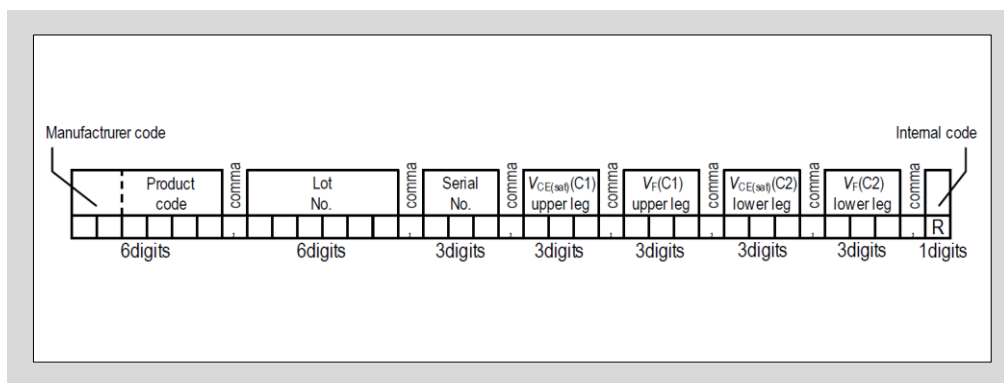 Manufactrurer code
Internal code
Product code
comma
Lot No.
comma
Serial No.
comma
VCE(sat)(C1) upper leg
comma
VF(C1) upper leg
comma
VCE(sat)(C2) lower leg
comma
VF(C2) lower leg
comma
, , , , , , , R
6digits 6digits 3digits 3digits 3digits 3digits 3digits 1digits